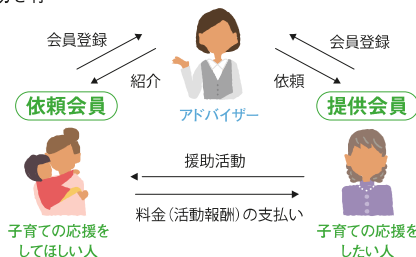 会員登録
会員登録
紹介
依頼
アドバイザー
依頼会員
提供会員
援助活動
料金(活動報酬)の支払い
子育ての応援を
してほしい人
子育ての応援を
したい人